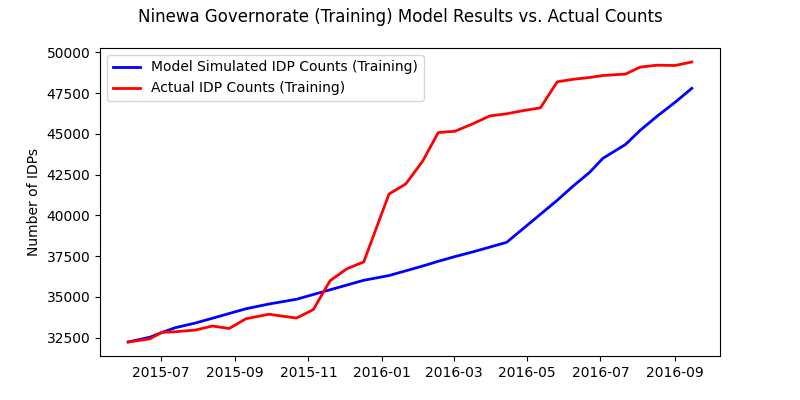 Ninewa Governorate (Training) Model Results vs. Actual Counts
Model Simulated IDP Counts (Training)
Actual IDP Counts (Training)
Number of IDPs
50000
47500
45000
42500
40000
37500
35000
32500
2015-07 2015-09 2015-11 2016-01 2016-03 2016-05 2016-07 2016-09